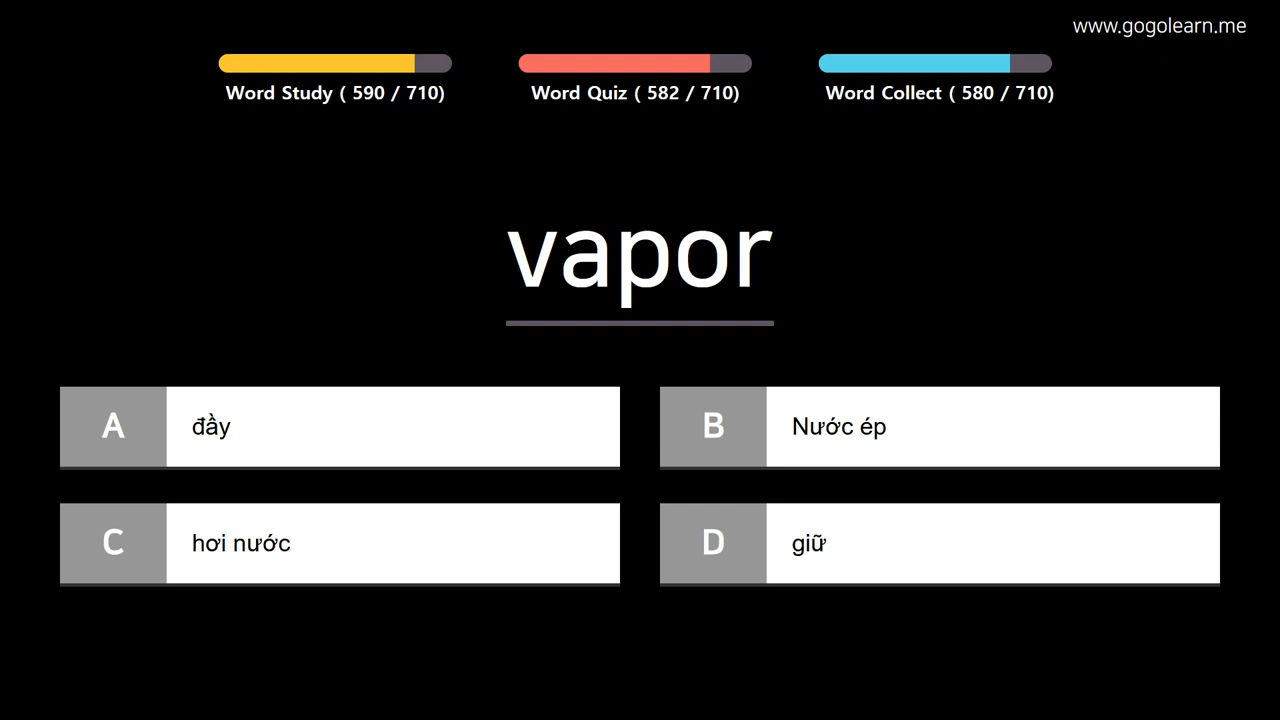 www.gogolearn.me
Word Study ( 590 / 710)
Word Quiz ( 582 / 710)
Word Collect ( 580 / 710)
vapor
A
đầy
B
Nước ép
C
hơi nước
D
giữ